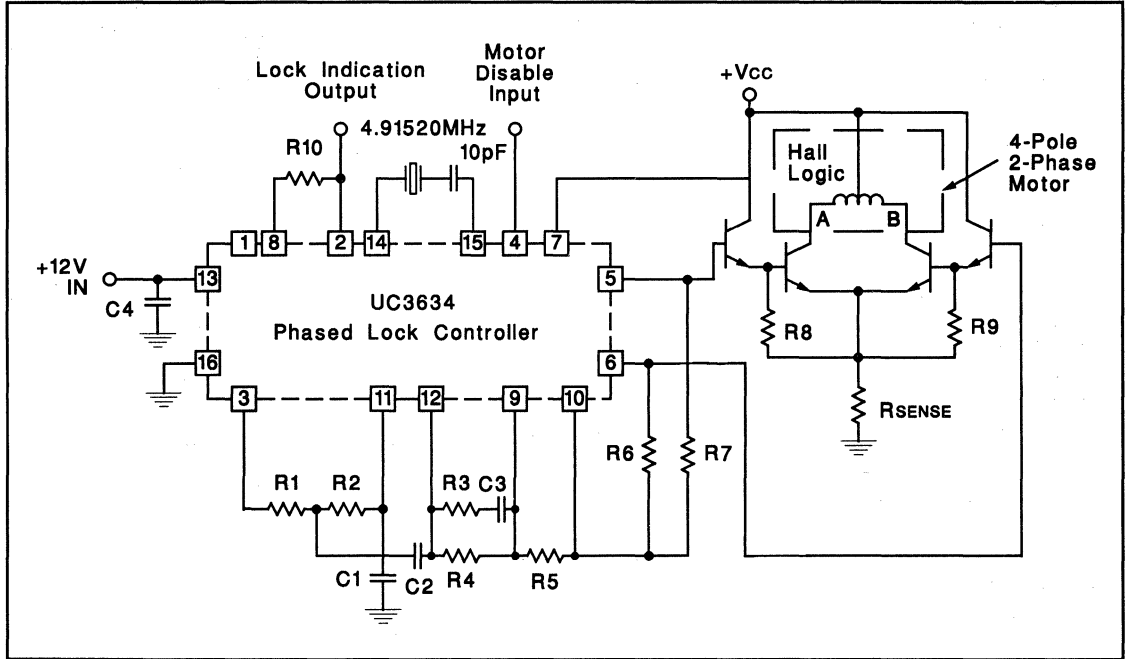 Lock Indication
Output
Motor
Disable
Input
+VCC
4.91520MHz
10pF
R10
Hall
Logic
4-Pole
2-Phase
Motor
A
B
1
8
2
14
15
4
7
+12V
IN
13
C4
5
UC3634
Phased Lock Controller
R8
R9
16
6
3
11
12
9
10
RSENSE
R6
R7
R1
R2
R3
C3
C1
C2
R4
R5